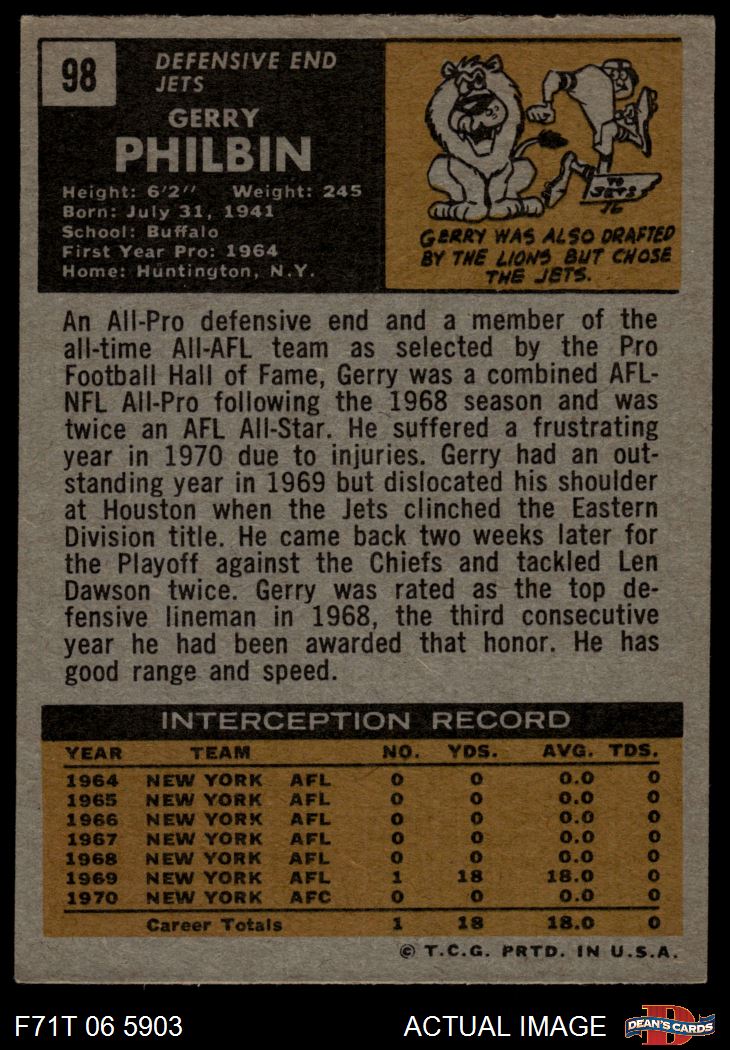 98
DEFENSIVE END
JETS
GERRY
PHILBIN
Height: 6'2" Weight: 245
Born: July 31, 1941
School: Buffalo
First Year Pro: 1964
Home: Huntington, N.Y.
TO
JETS
JL
GERRY WAS ALSO DRAFTED
BY THE LIONS BUT CHOSE
THE JETS.
An All-Pro defensive end and a member of the
all-time All-AFL team as selected by the Pro
Football Hall of Fame, Gerry was a combined AFL-
NFL All-Pro following the 1968 season and was
twice an AFL All-Star. He suffered a frustrating
year in 1970 due to injuries. Gerry had an out-
standing year in 1969 but dislocated his shoulder
at Houston when the Jets clinched the Eastern
Division title. He came back two weeks later for
the Playoff against the Chiefs and tackled Len
Dawson twice. Gerry was rated as the top de-
fensive lineman in 1968, the third consecutive
year he had been awarded that honor. He has
good range and speed.
INTERCEPTION RECORD
YEAR TEAM NO. YDS. AVG. TDS.
1964 NEW YORK AFL 0 0 0.0 0
1965 NEW YORK AFL 0 0 0.0 0
1966 NEW YORK AFL 0 0 0.0 0
1967 NEW YORK AFL 0 0 0.0 0
1968 NEW YORK AFL 0 0 0.0 0
1969 NEW YORK AFL 1 18 18.0 0
1970 NEW YORK AFC 0 0 0.0 0
Career Totals 1 18 18.0 0
© T.C.G. PRTD. IN U.S.A.
F71T 06 5903 ACTUAL IMAGE
D
DEAN'S CARDS